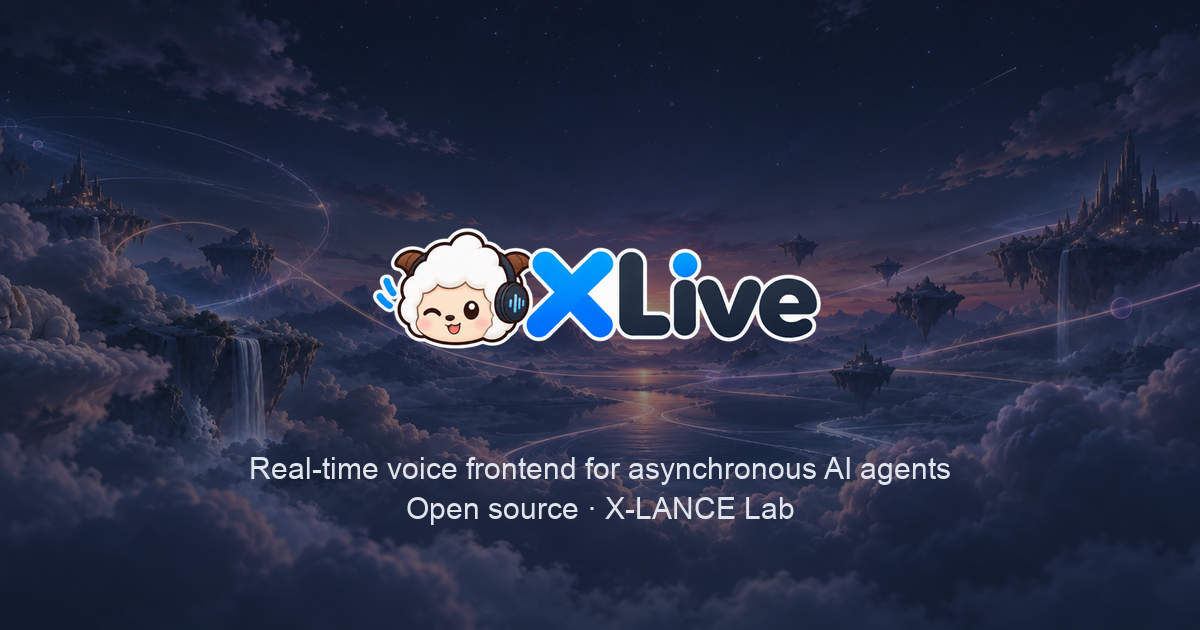 XLive
Real-time voice frontend for asynchronous AI agents
Open source · X-LANCE Lab